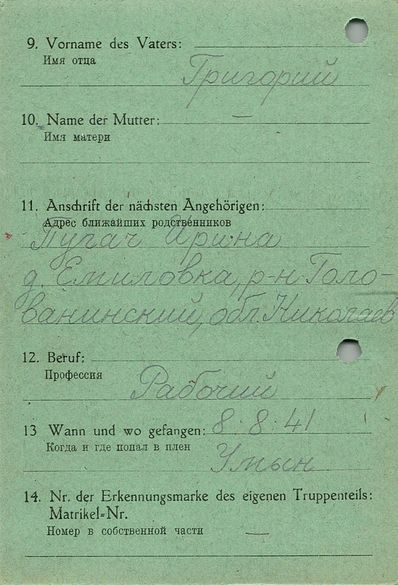 9. Vorname des Vaters:
Имя отца
Григорий
10. Name der Mutter: —
Имя матери
11. Anschrift der nächsten Angehörigen:
Адрес ближайших родственников
Пугач Ирина
д. Емиловка, р-н Голо-
ванинский, обл. Николаев
12. Beruf:
Профессия
Рабочий
13 Wann und wo gefangen: 8.8.41
Когда и где попал в плен
Умын
14. Nr. der Erkennungsmarke des eigenen Truppenteils:
Matrikel-Nr.
Номер в собственной части —